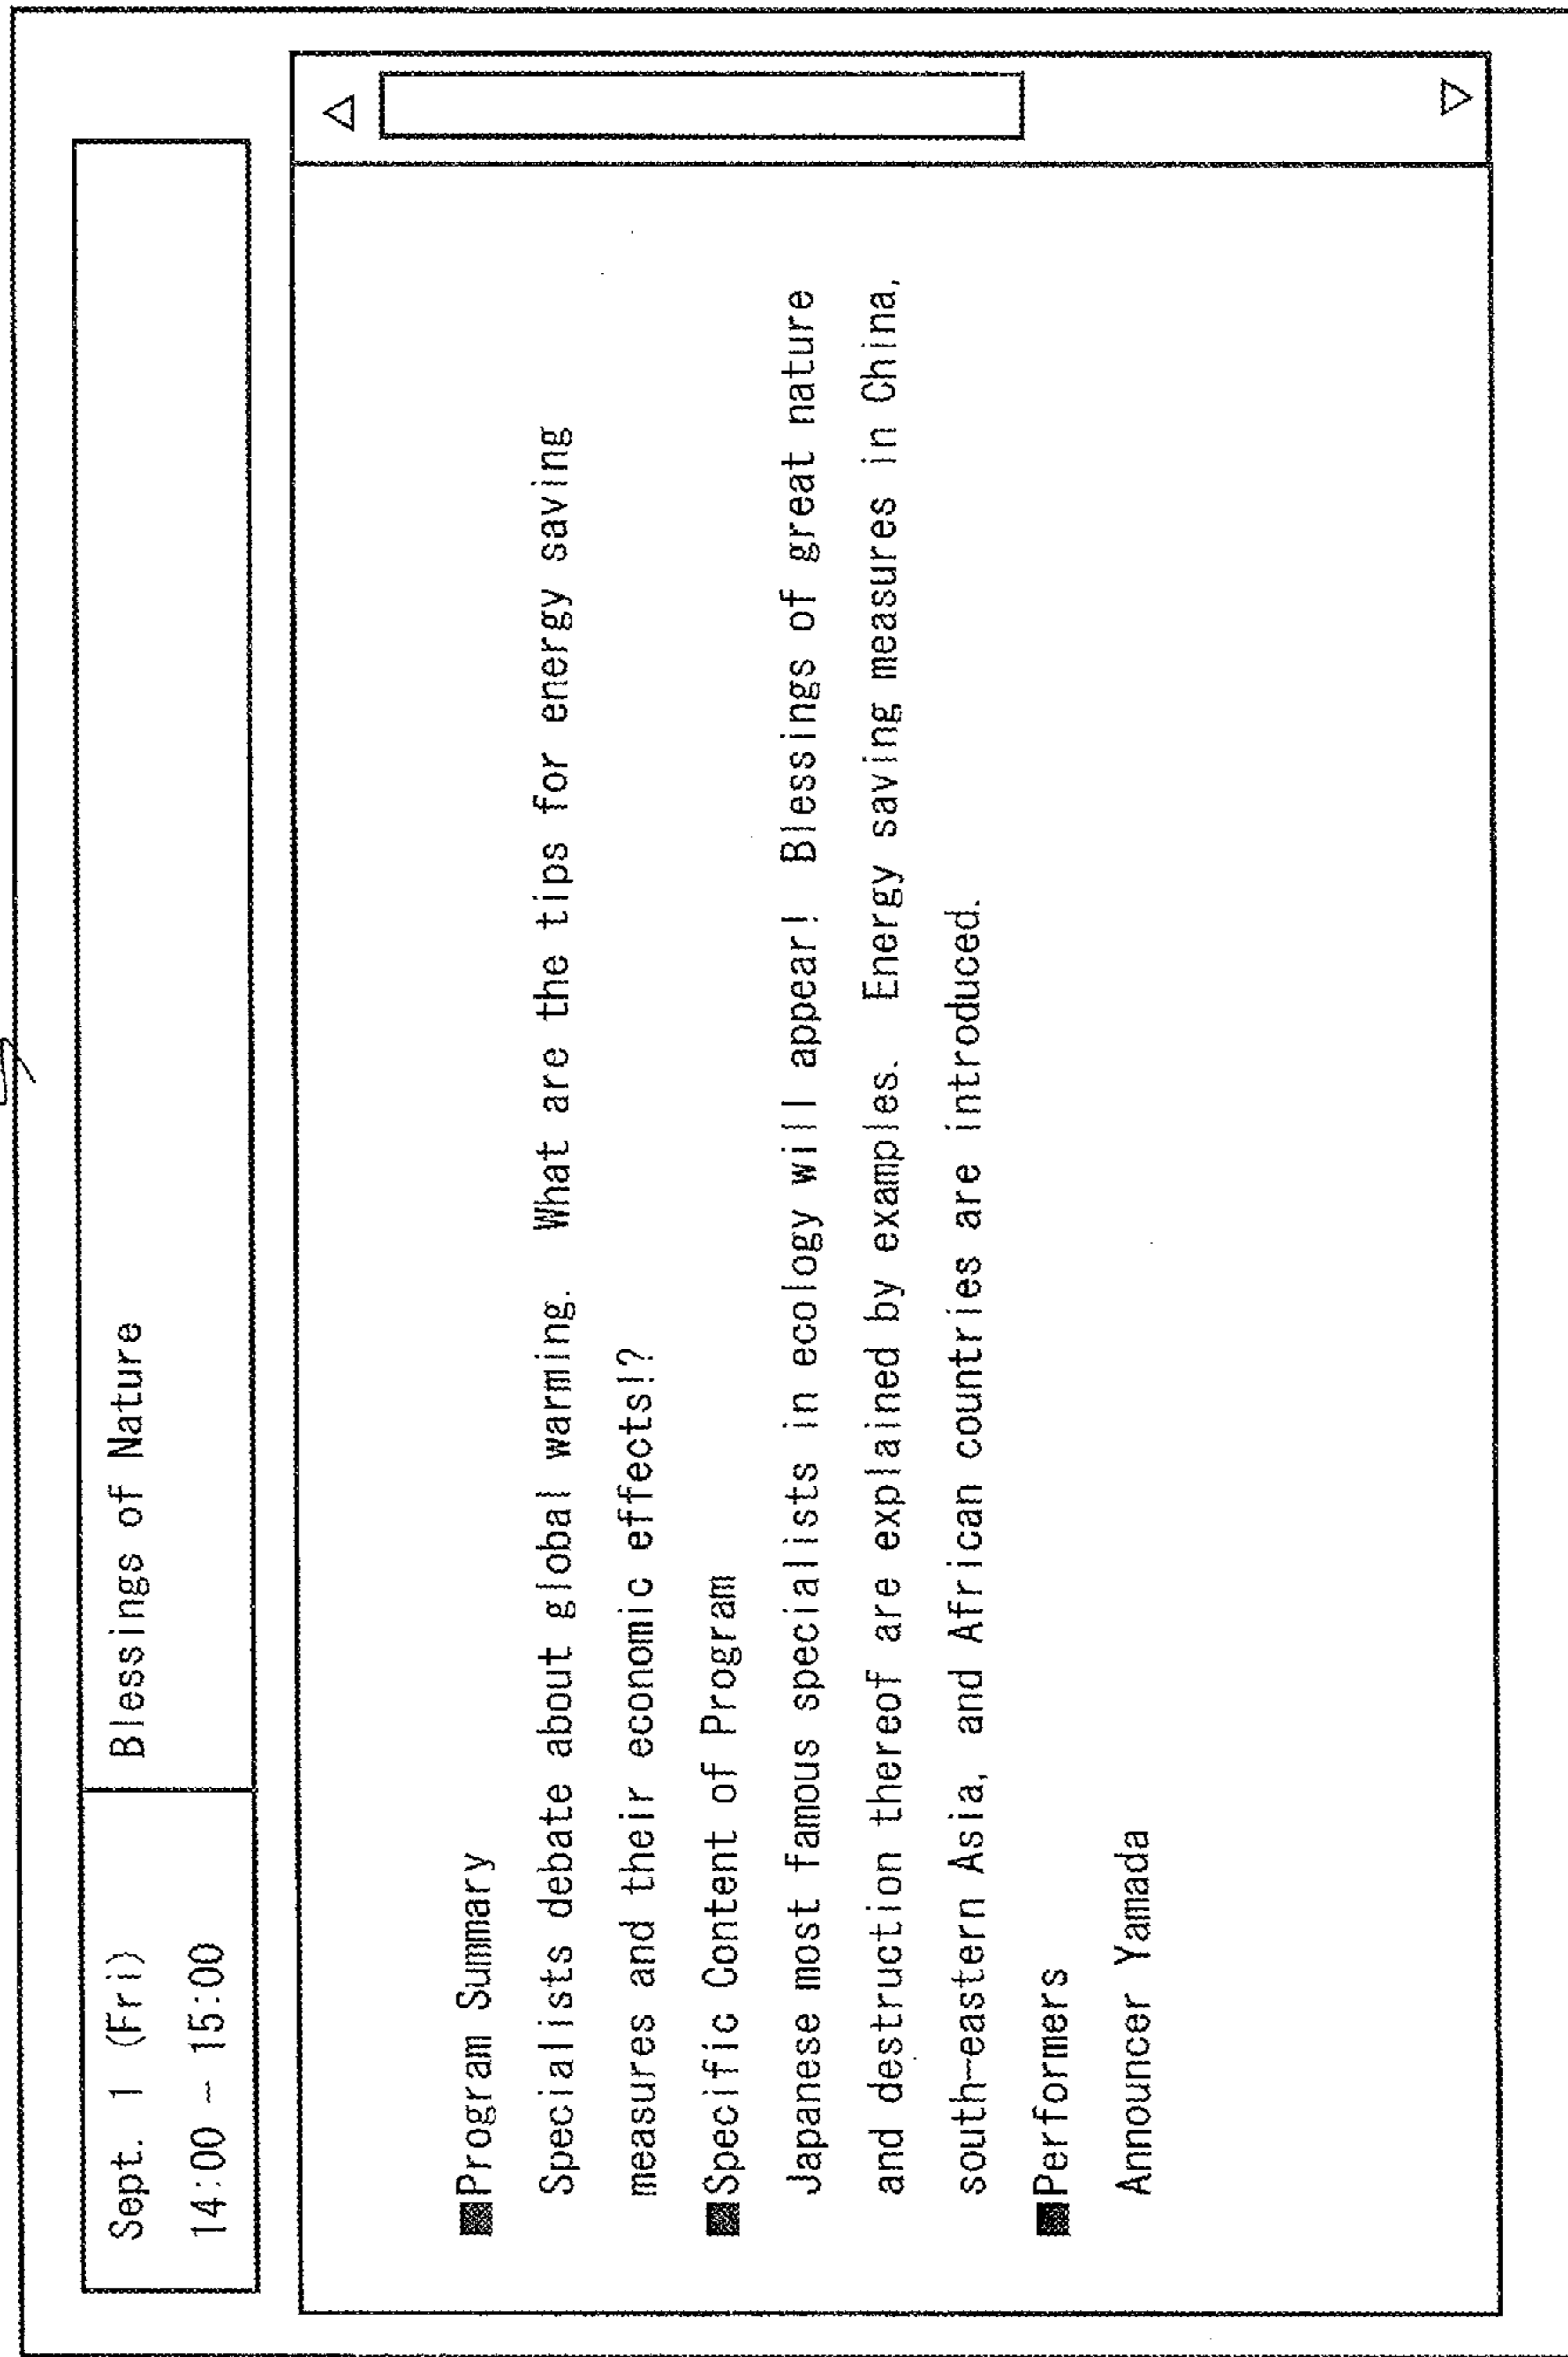 Sept. 1 (Fri)
14:00 – 15:00
Blessings of Nature
■Program Summary
Specialists debate about global warming. What are the tips for energy saving
measures and their economic effects!?
■Specific Content of Program
Japanese most famous specialists in ecology will appear! Blessings of great nature
and destruction thereof are explained by examples. Energy saving measures in China,
south-eastern Asia, and African countries are introduced.
■Performers
Announcer Yamada